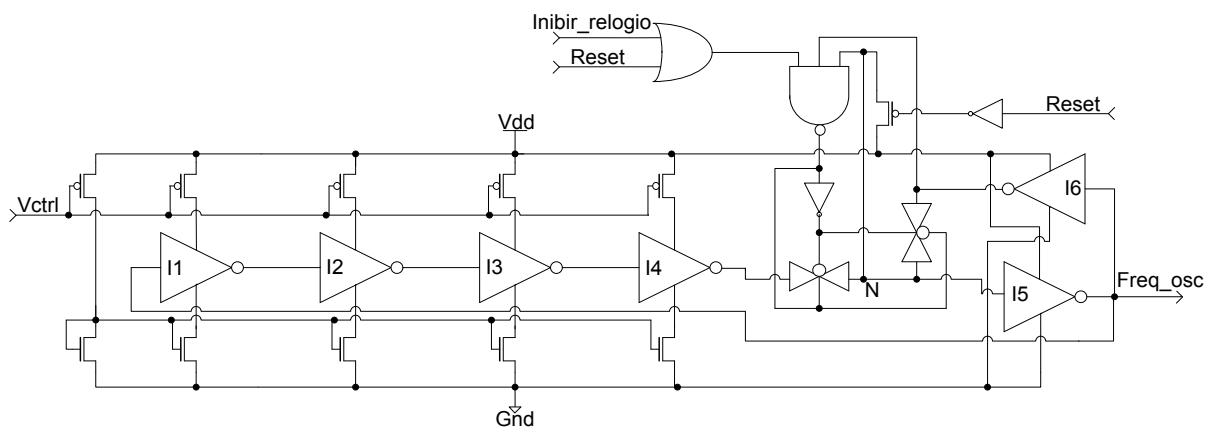 Inibir_relogio
Reset
Reset
Vdd
Vctrl
I6
I1
I2
I3
I4
N
I5
Freq_osc
Gnd